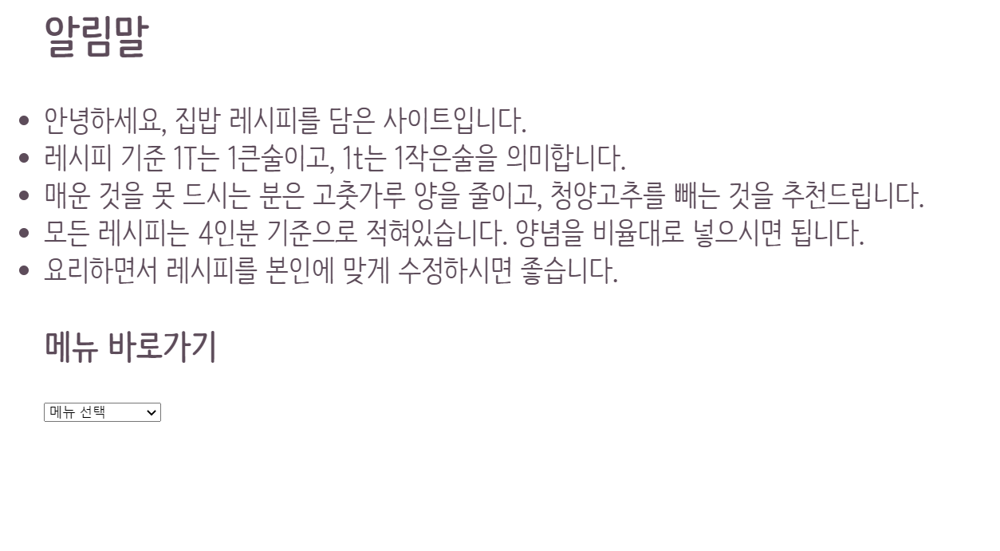 알림말
안녕하세요, 집밥 레시피를 담은 사이트입니다.
레시피 기준 1T는 1큰술이고, 1t는 1작은술을 의미합니다.
매운 것을 못 드시는 분은 고춧가루 양을 줄이고, 청양고추를 빼는 것을 추천드립니다.
모든 레시피는 4인분 기준으로 적혀있습니다. 양념을 비율대로 넣으시면 됩니다.
요리하면서 레시피를 본인에 맞게 수정하시면 좋습니다.
메뉴 바로가기
메뉴 선택